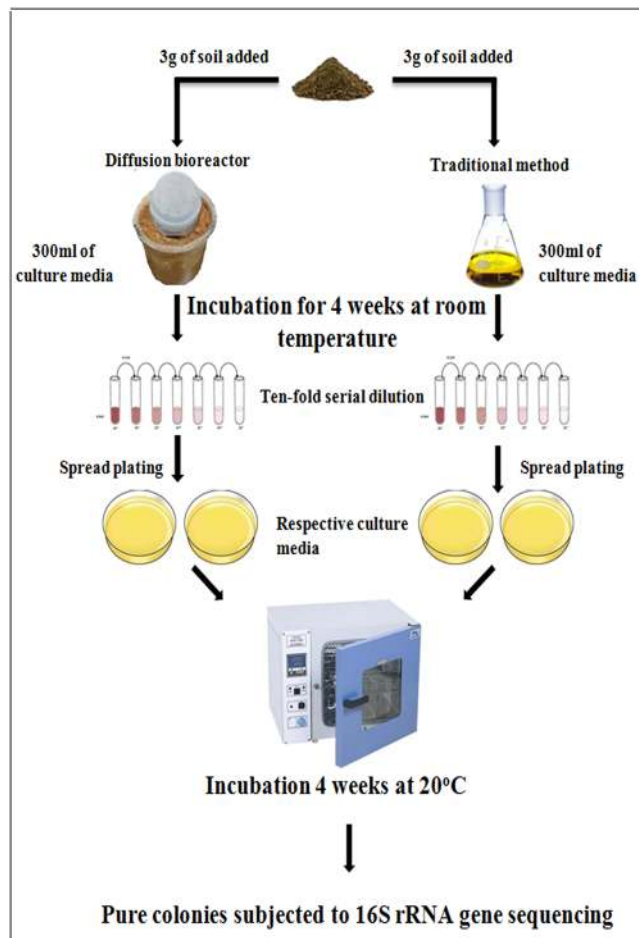 3g of soil added
3g of soil added
Diffusion bioreactor
Traditional method
300ml of
culture media
300ml of
culture media
Incubation for 4 weeks at room
temperature
Ten-fold serial dilution
Spread plating
Spread plating
Respective culture
media
Incubation 4 weeks at 20°C
Pure colonies subjected to 16S rRNA gene sequencing